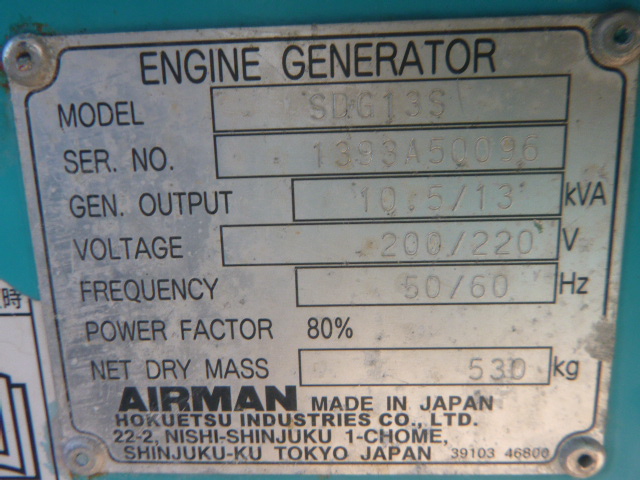 ENGINE GENERATOR
MODEL SDG13S
SER. NO. 1393A50096
GEN. OUTPUT 10.5/13 kVA
VOLTAGE 200/220 V
FREQUENCY 50/60 Hz
POWER FACTOR 80%
NET DRY MASS 530 kg
AIRMAN MADE IN JAPAN
HOKUETSU INDUSTRIES CO., LTD.
22-2, NISHI-SHINJUKU 1-CHOME,
SHINJUKU-KU TOKYO JAPAN 39103 46800
時